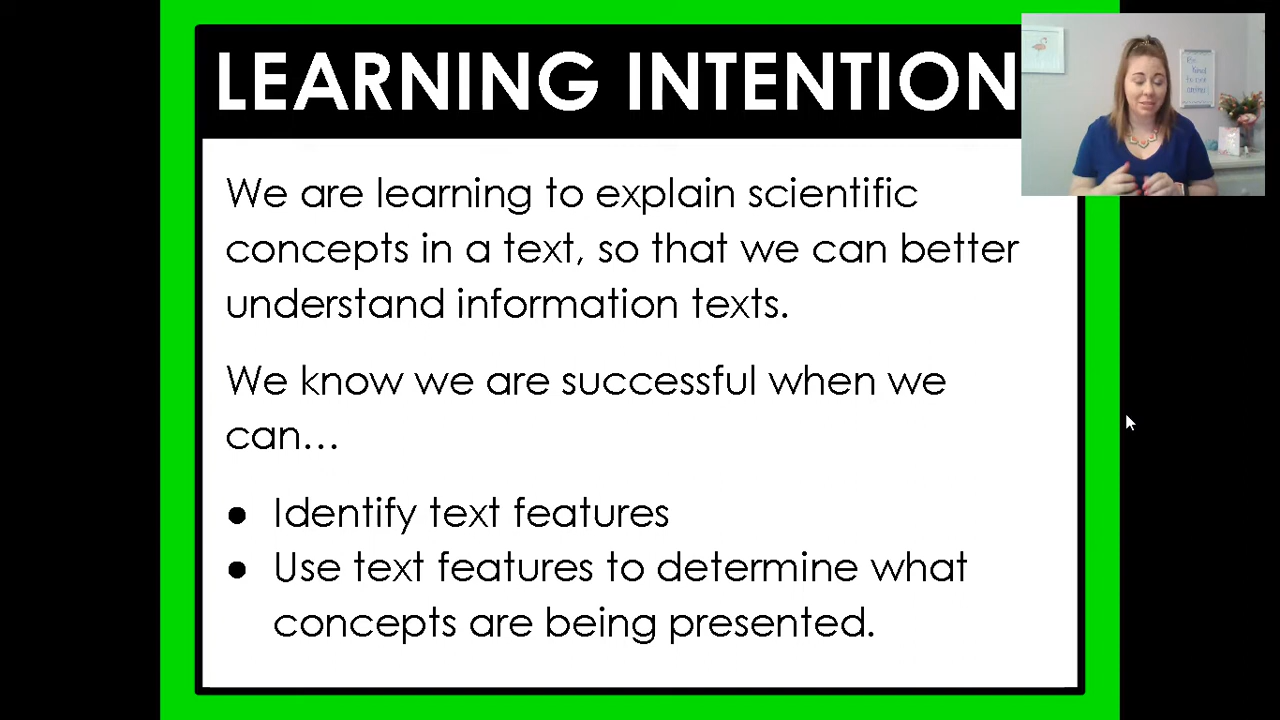 LEARNING INTENTION
We are learning to explain scientific
concepts in a text, so that we can better
understand information texts.
We know we are successful when we
can…
● Identify text features
● Use text features to determine what
concepts are being presented.